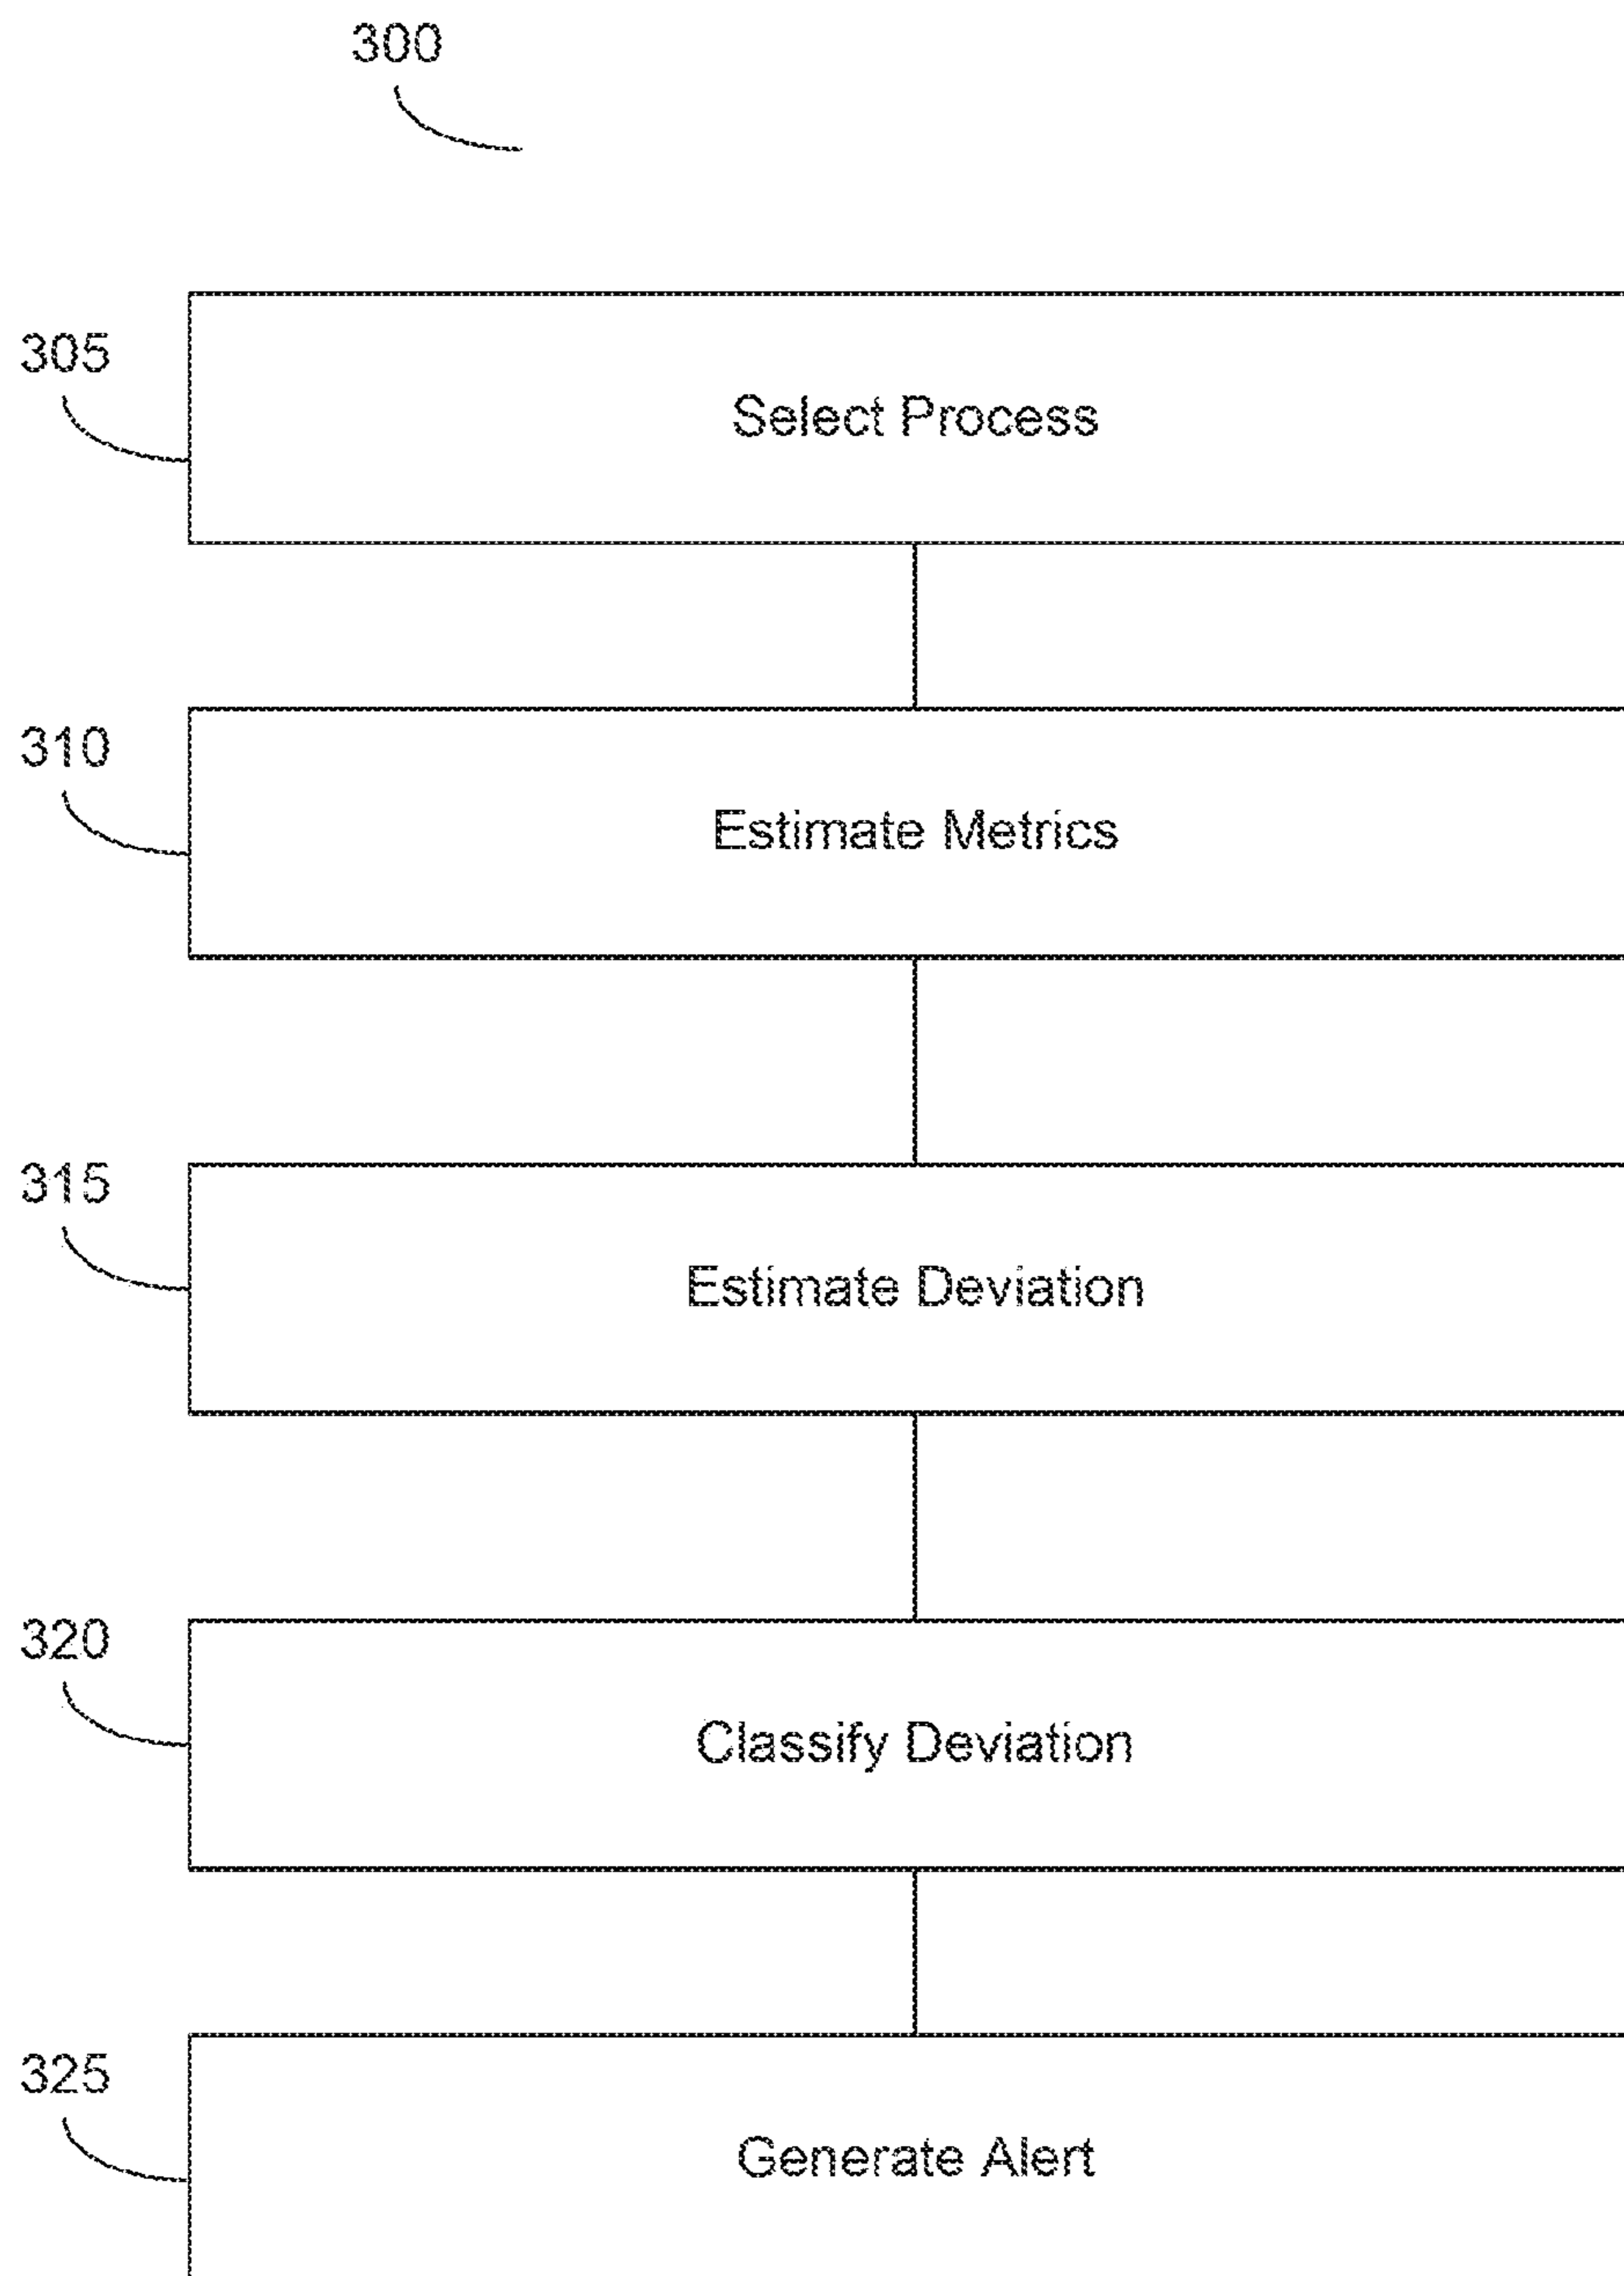 300
305
Select Process
310
Estimate Metrics
315
Estimate Deviation
320
Classify Deviation
325
Generate Alert